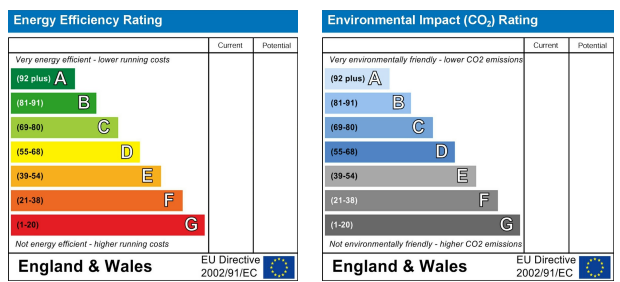 Energy Efficiency Rating
Current Potential
Very energy efficient - lower running costs
(92 plus) A
(81-91) B
(69-80) C
(55-68) D
(39-54) E
(21-38) F
(1-20) G
Not energy efficient - higher running costs
England & Wales
EU Directive
2002/91/EC
Environmental Impact (CO₂) Rating
Current Potential
Very environmentally friendly - lower CO2 emissions
(92 plus) A
(81-91) B
(69-80) C
(55-68) D
(39-54) E
(21-38) F
(1-20) G
Not environmentally friendly - higher CO2 emissions
England & Wales
EU Directive
2002/91/EC